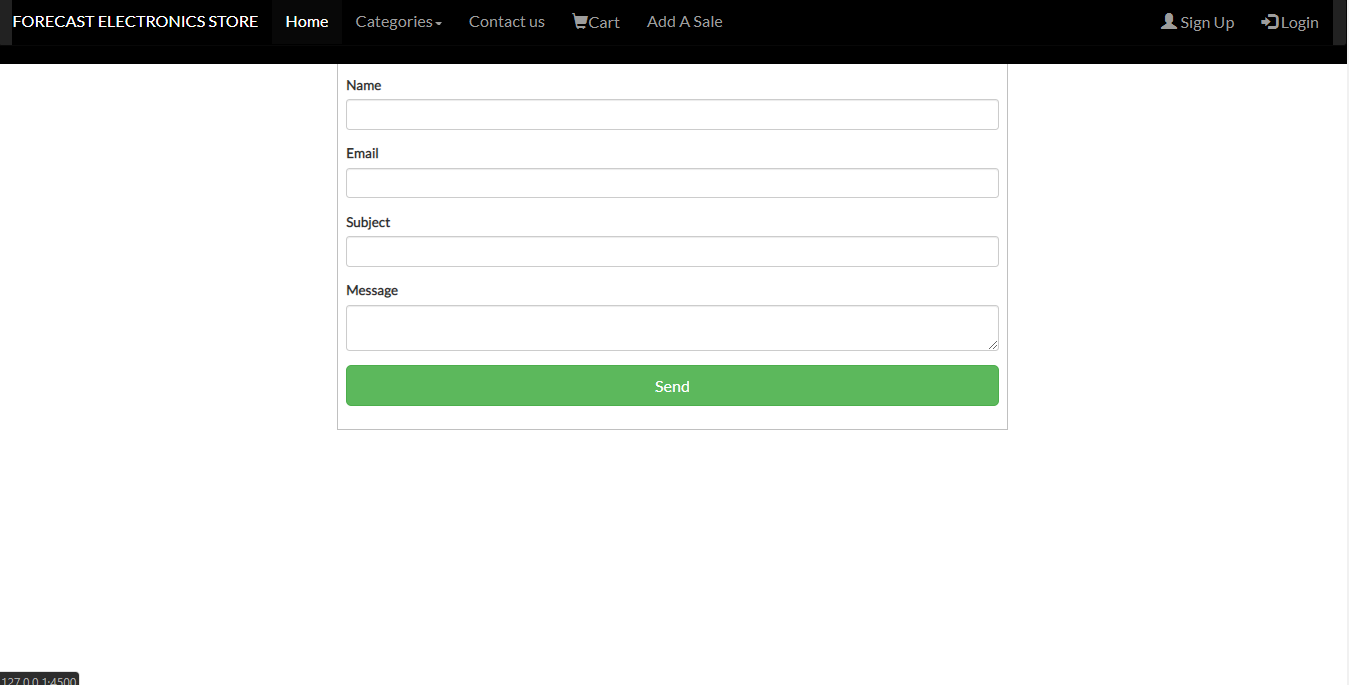 FORECAST ELECTRONICS STORE Home Categories Contact us Cart Add A Sale Sign Up Login
Name
Email
Subject
Message
Send
127.0.0.1:4500